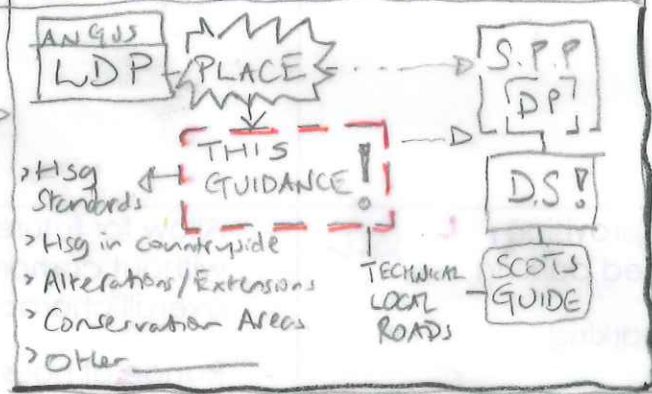 ANGUS
LDP
PLACE
S.P.P
DP
THIS
GUIDANCE!
D.S!
> Hsg
Standards
> Hsg in countryside
> Alterations/Extensions
> Conservation Areas
> Other
TECHNICAL
LOCAL
ROADS
SCOTS
GUIDE